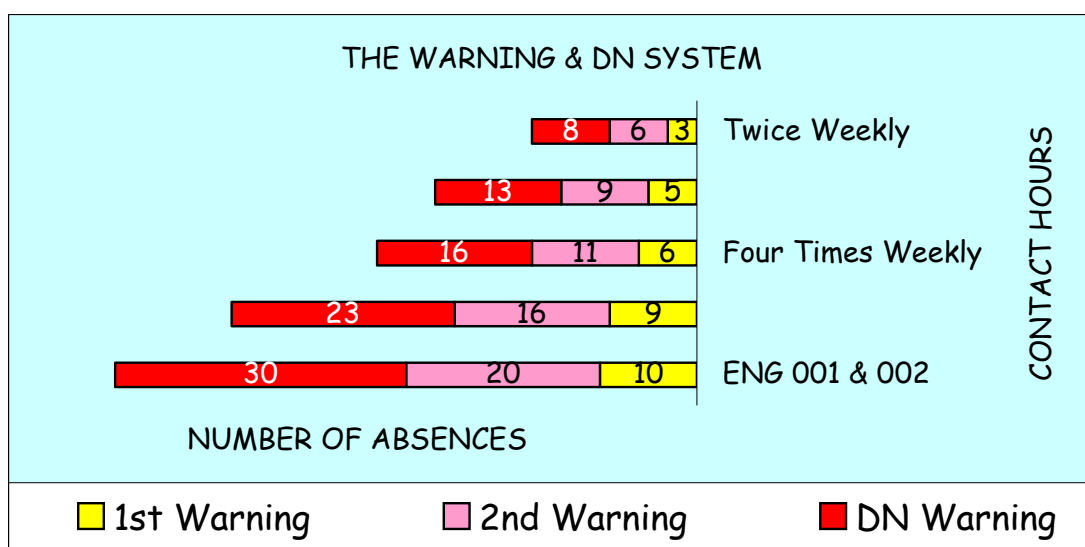 THE WARNING & DN SYSTEM
8 6 3 Twice Weekly
13 9 5
16 11 6 Four Times Weekly
23 16 9
30 20 10 ENG 001 & 002
CONTACT HOURS
NUMBER OF ABSENCES
1st Warning 2nd Warning DN Warning